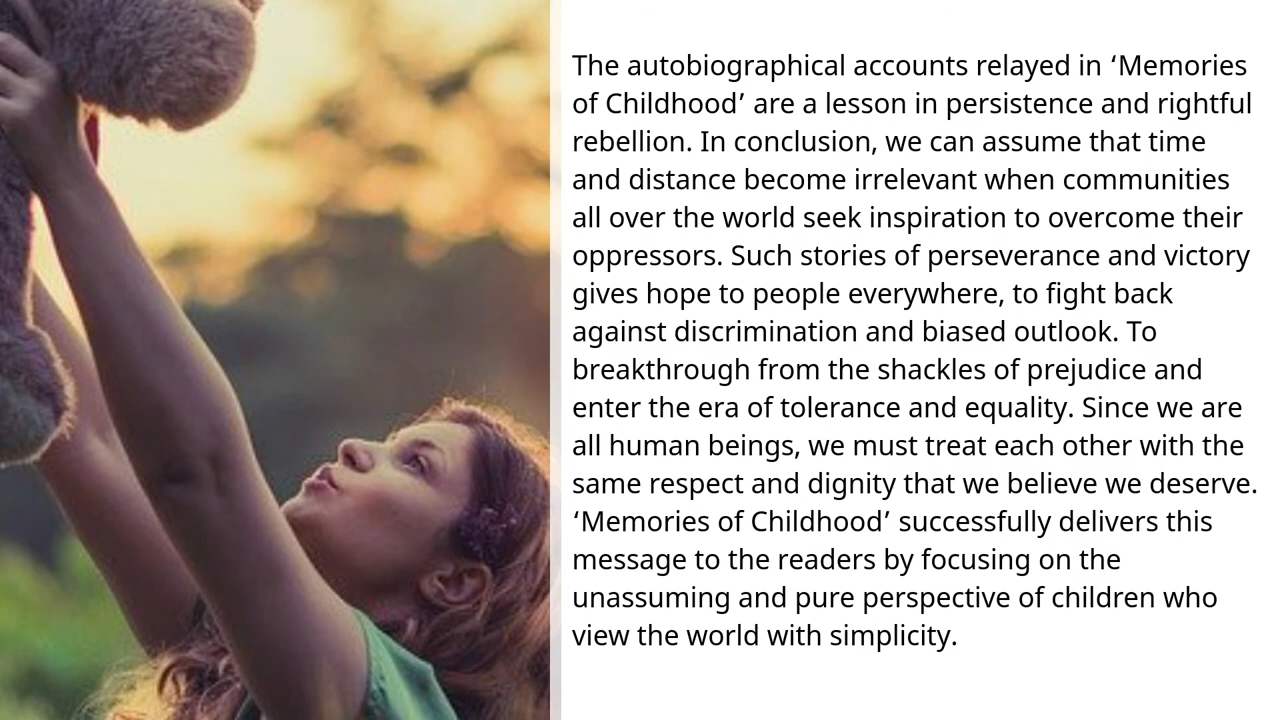 The autobiographical accounts relayed in ‘Memories
of Childhood’ are a lesson in persistence and rightful
rebellion. In conclusion, we can assume that time
and distance become irrelevant when communities
all over the world seek inspiration to overcome their
oppressors. Such stories of perseverance and victory
gives hope to people everywhere, to fight back
against discrimination and biased outlook. To
breakthrough from the shackles of prejudice and
enter the era of tolerance and equality. Since we are
all human beings, we must treat each other with the
same respect and dignity that we believe we deserve.
‘Memories of Childhood’ successfully delivers this
message to the readers by focusing on the
unassuming and pure perspective of children who
view the world with simplicity.